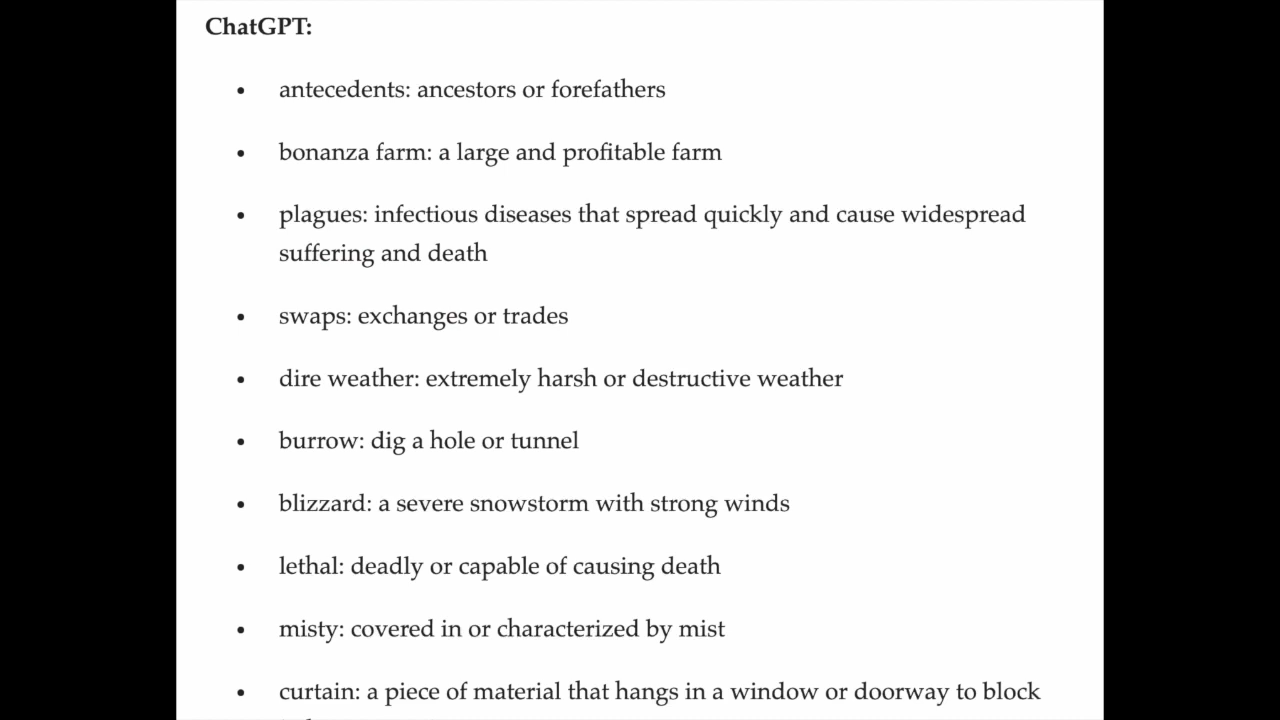 ChatGPT:
• antecedents: ancestors or forefathers
• bonanza farm: a large and profitable farm
• plagues: infectious diseases that spread quickly and cause widespread
suffering and death
• swaps: exchanges or trades
• dire weather: extremely harsh or destructive weather
• burrow: dig a hole or tunnel
• blizzard: a severe snowstorm with strong winds
• lethal: deadly or capable of causing death
• misty: covered in or characterized by mist
• curtain: a piece of material that hangs in a window or doorway to block